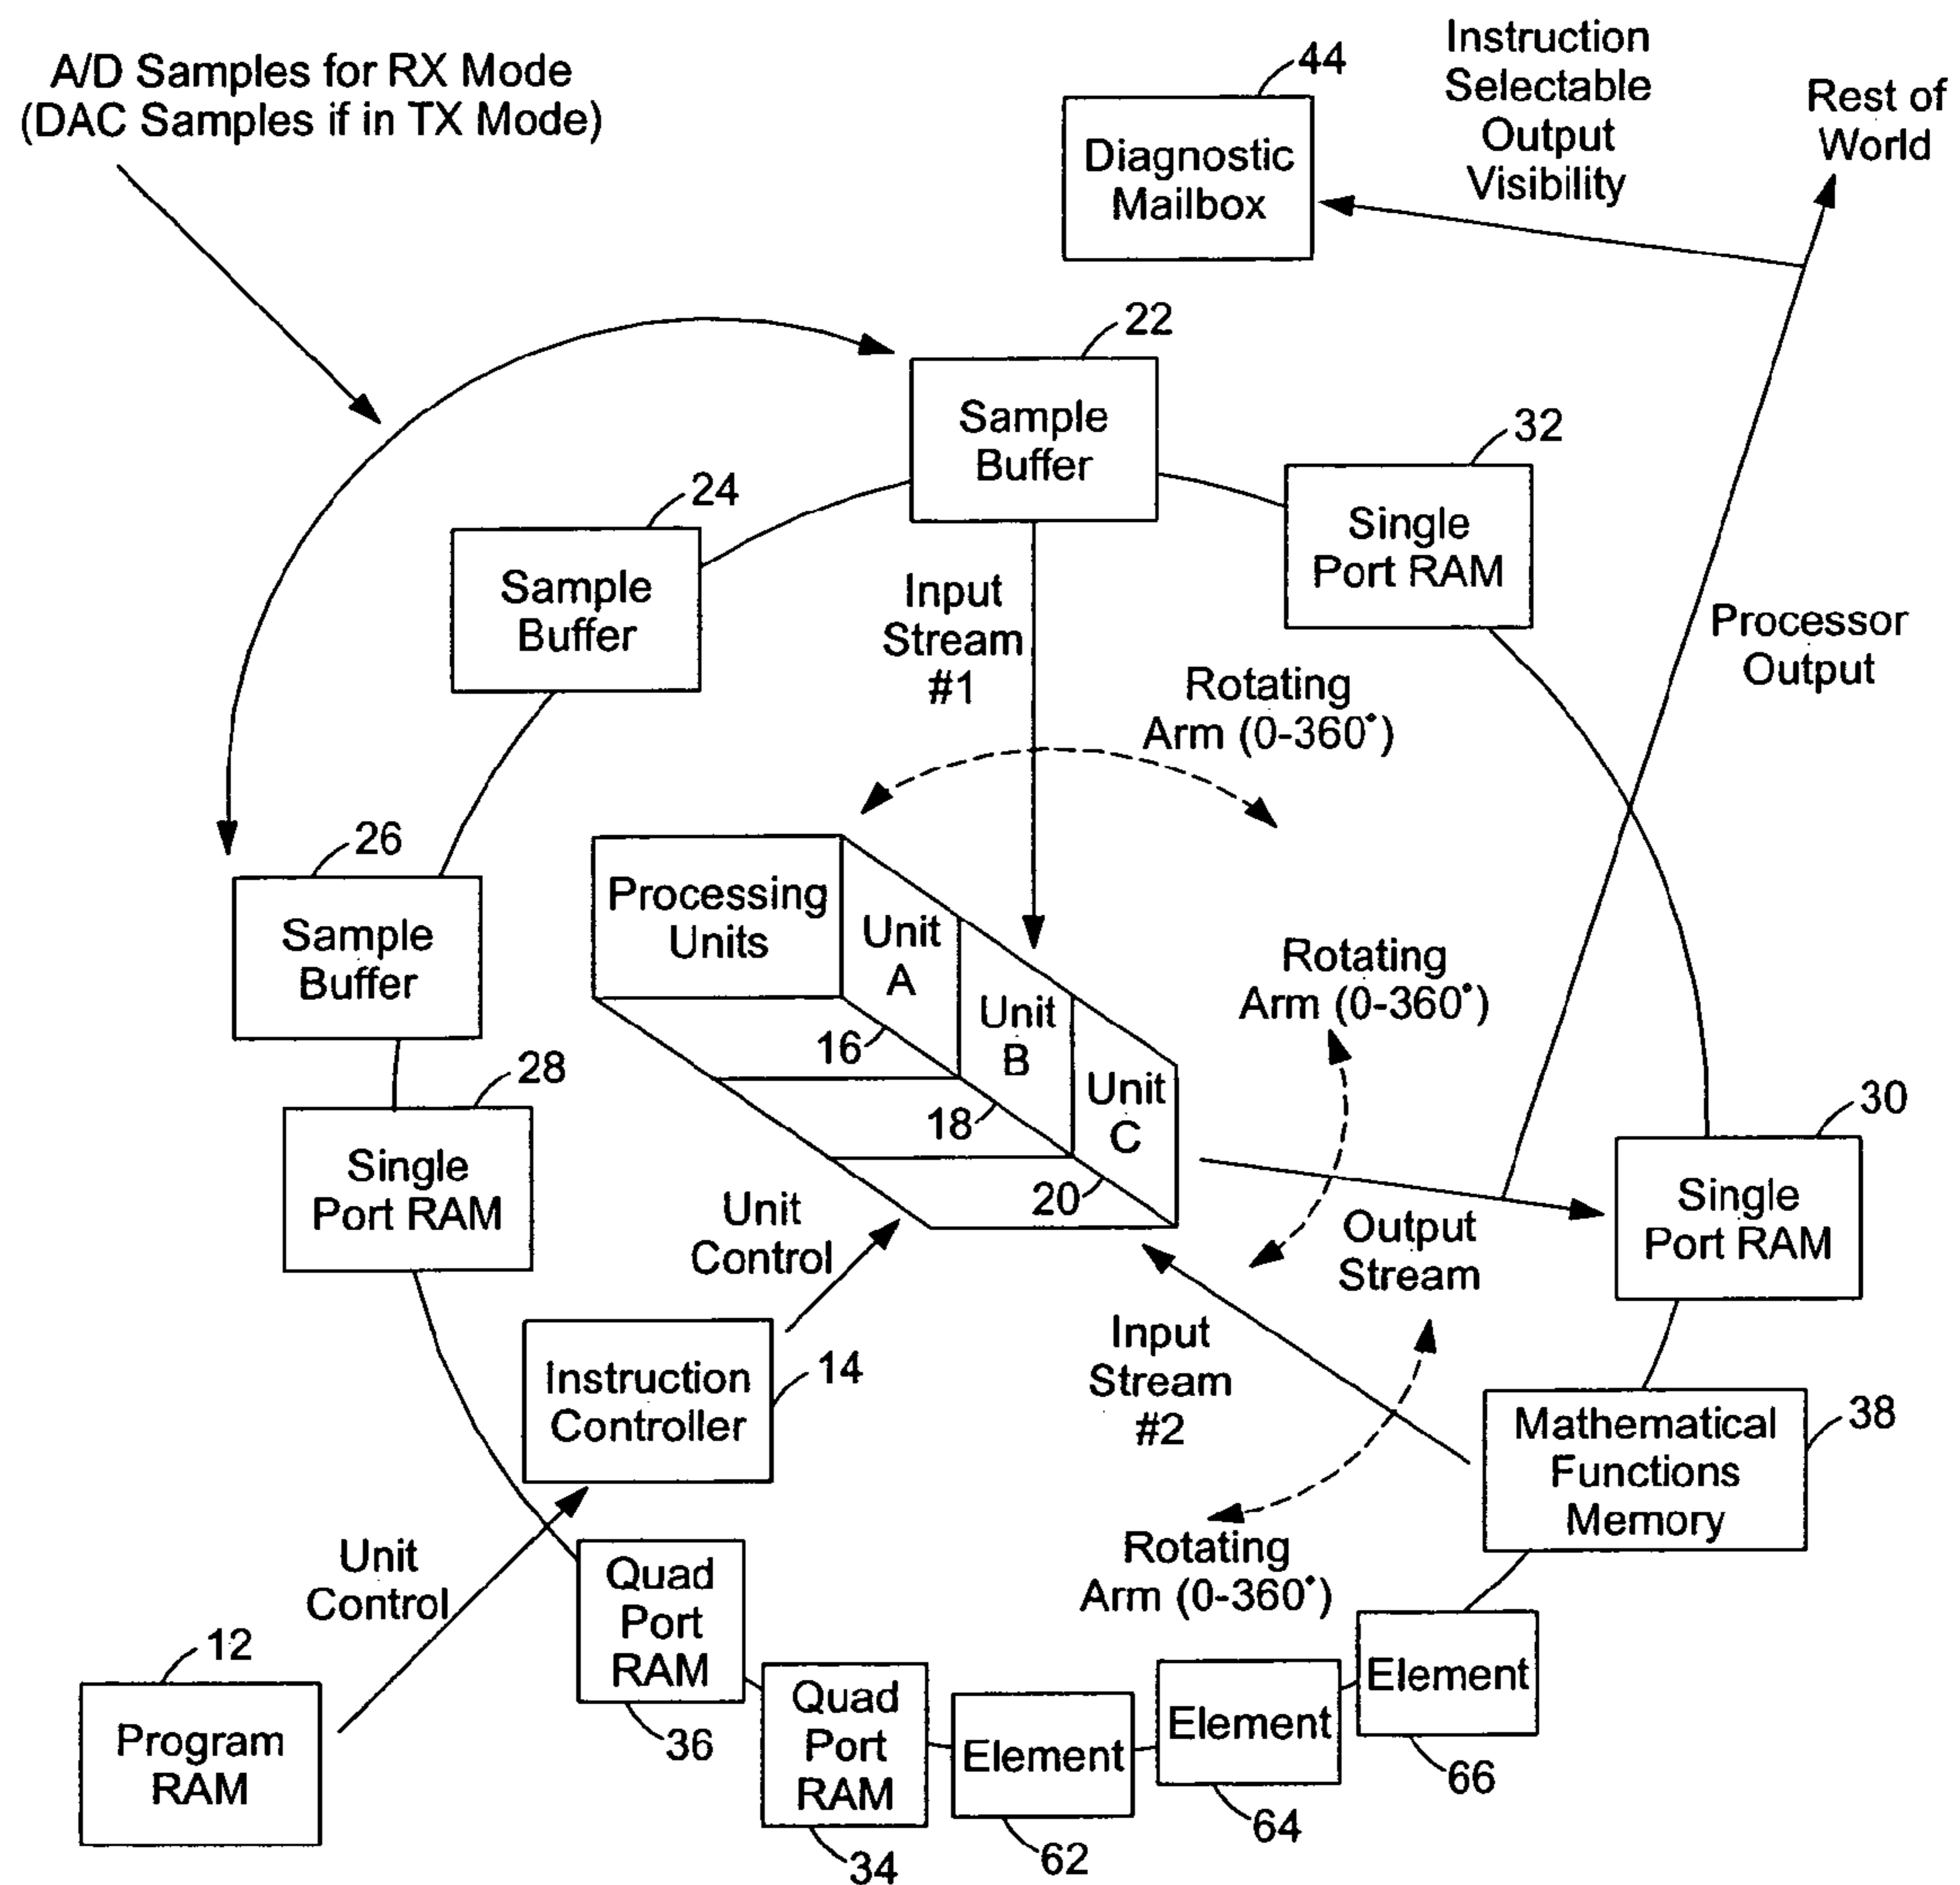 A/D Samples for RX Mode
(DAC Samples if in TX Mode)
44
Diagnostic
Mailbox
Instruction
Selectable
Output
Visibility
Rest of
World
22
Sample
Buffer
32
Single
Port RAM
24
Sample
Buffer
Input
Stream
#1
Processor
Output
Rotating
Arm (0-360°)
26
Sample
Buffer
Processing
Units
Unit
A
Unit
B
Unit
C
16
18
20
Rotating
Arm (0-360°)
28
Single
Port RAM
30
Single
Port RAM
Unit
Control
Output
Stream
Input
Stream
#2
14
Instruction
Controller
38
Mathematical
Functions
Memory
Unit
Control
Rotating
Arm (0-360°)
12
Program
RAM
Quad
Port
RAM
36
Quad
Port
RAM
34
Element
62
Element
64
Element
66